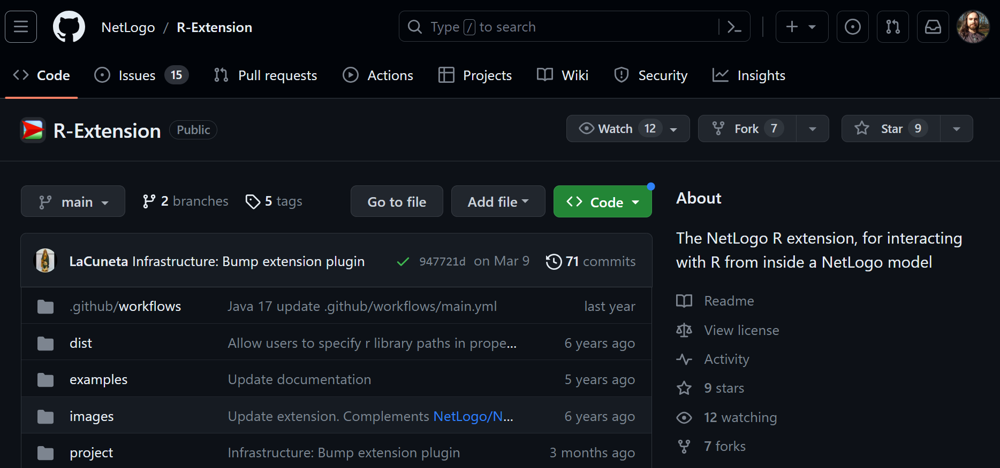 NetLogo / R-Extension
Type / to search
Code
Issues 15
Pull requests
Actions
Projects
Wiki
Security
Insights
R-Extension Public
Watch 12
Fork 7
Star 9
main
2 branches
5 tags
Go to file
Add file
Code
LaCuneta Infrastructure: Bump extension plugin 947721d on Mar 9 71 commits
.github/workflows Java 17 update .github/workflows/main.yml last year
dist Allow users to specify r library paths in prope... 6 years ago
examples Update documentation 5 years ago
images Update extension. Complements NetLogo/N... 6 years ago
project Infrastructure: Bump extension plugin 3 months ago
About
The NetLogo R extension, for interacting
with R from inside a NetLogo model
Readme
View license
Activity
9 stars
12 watching
7 forks